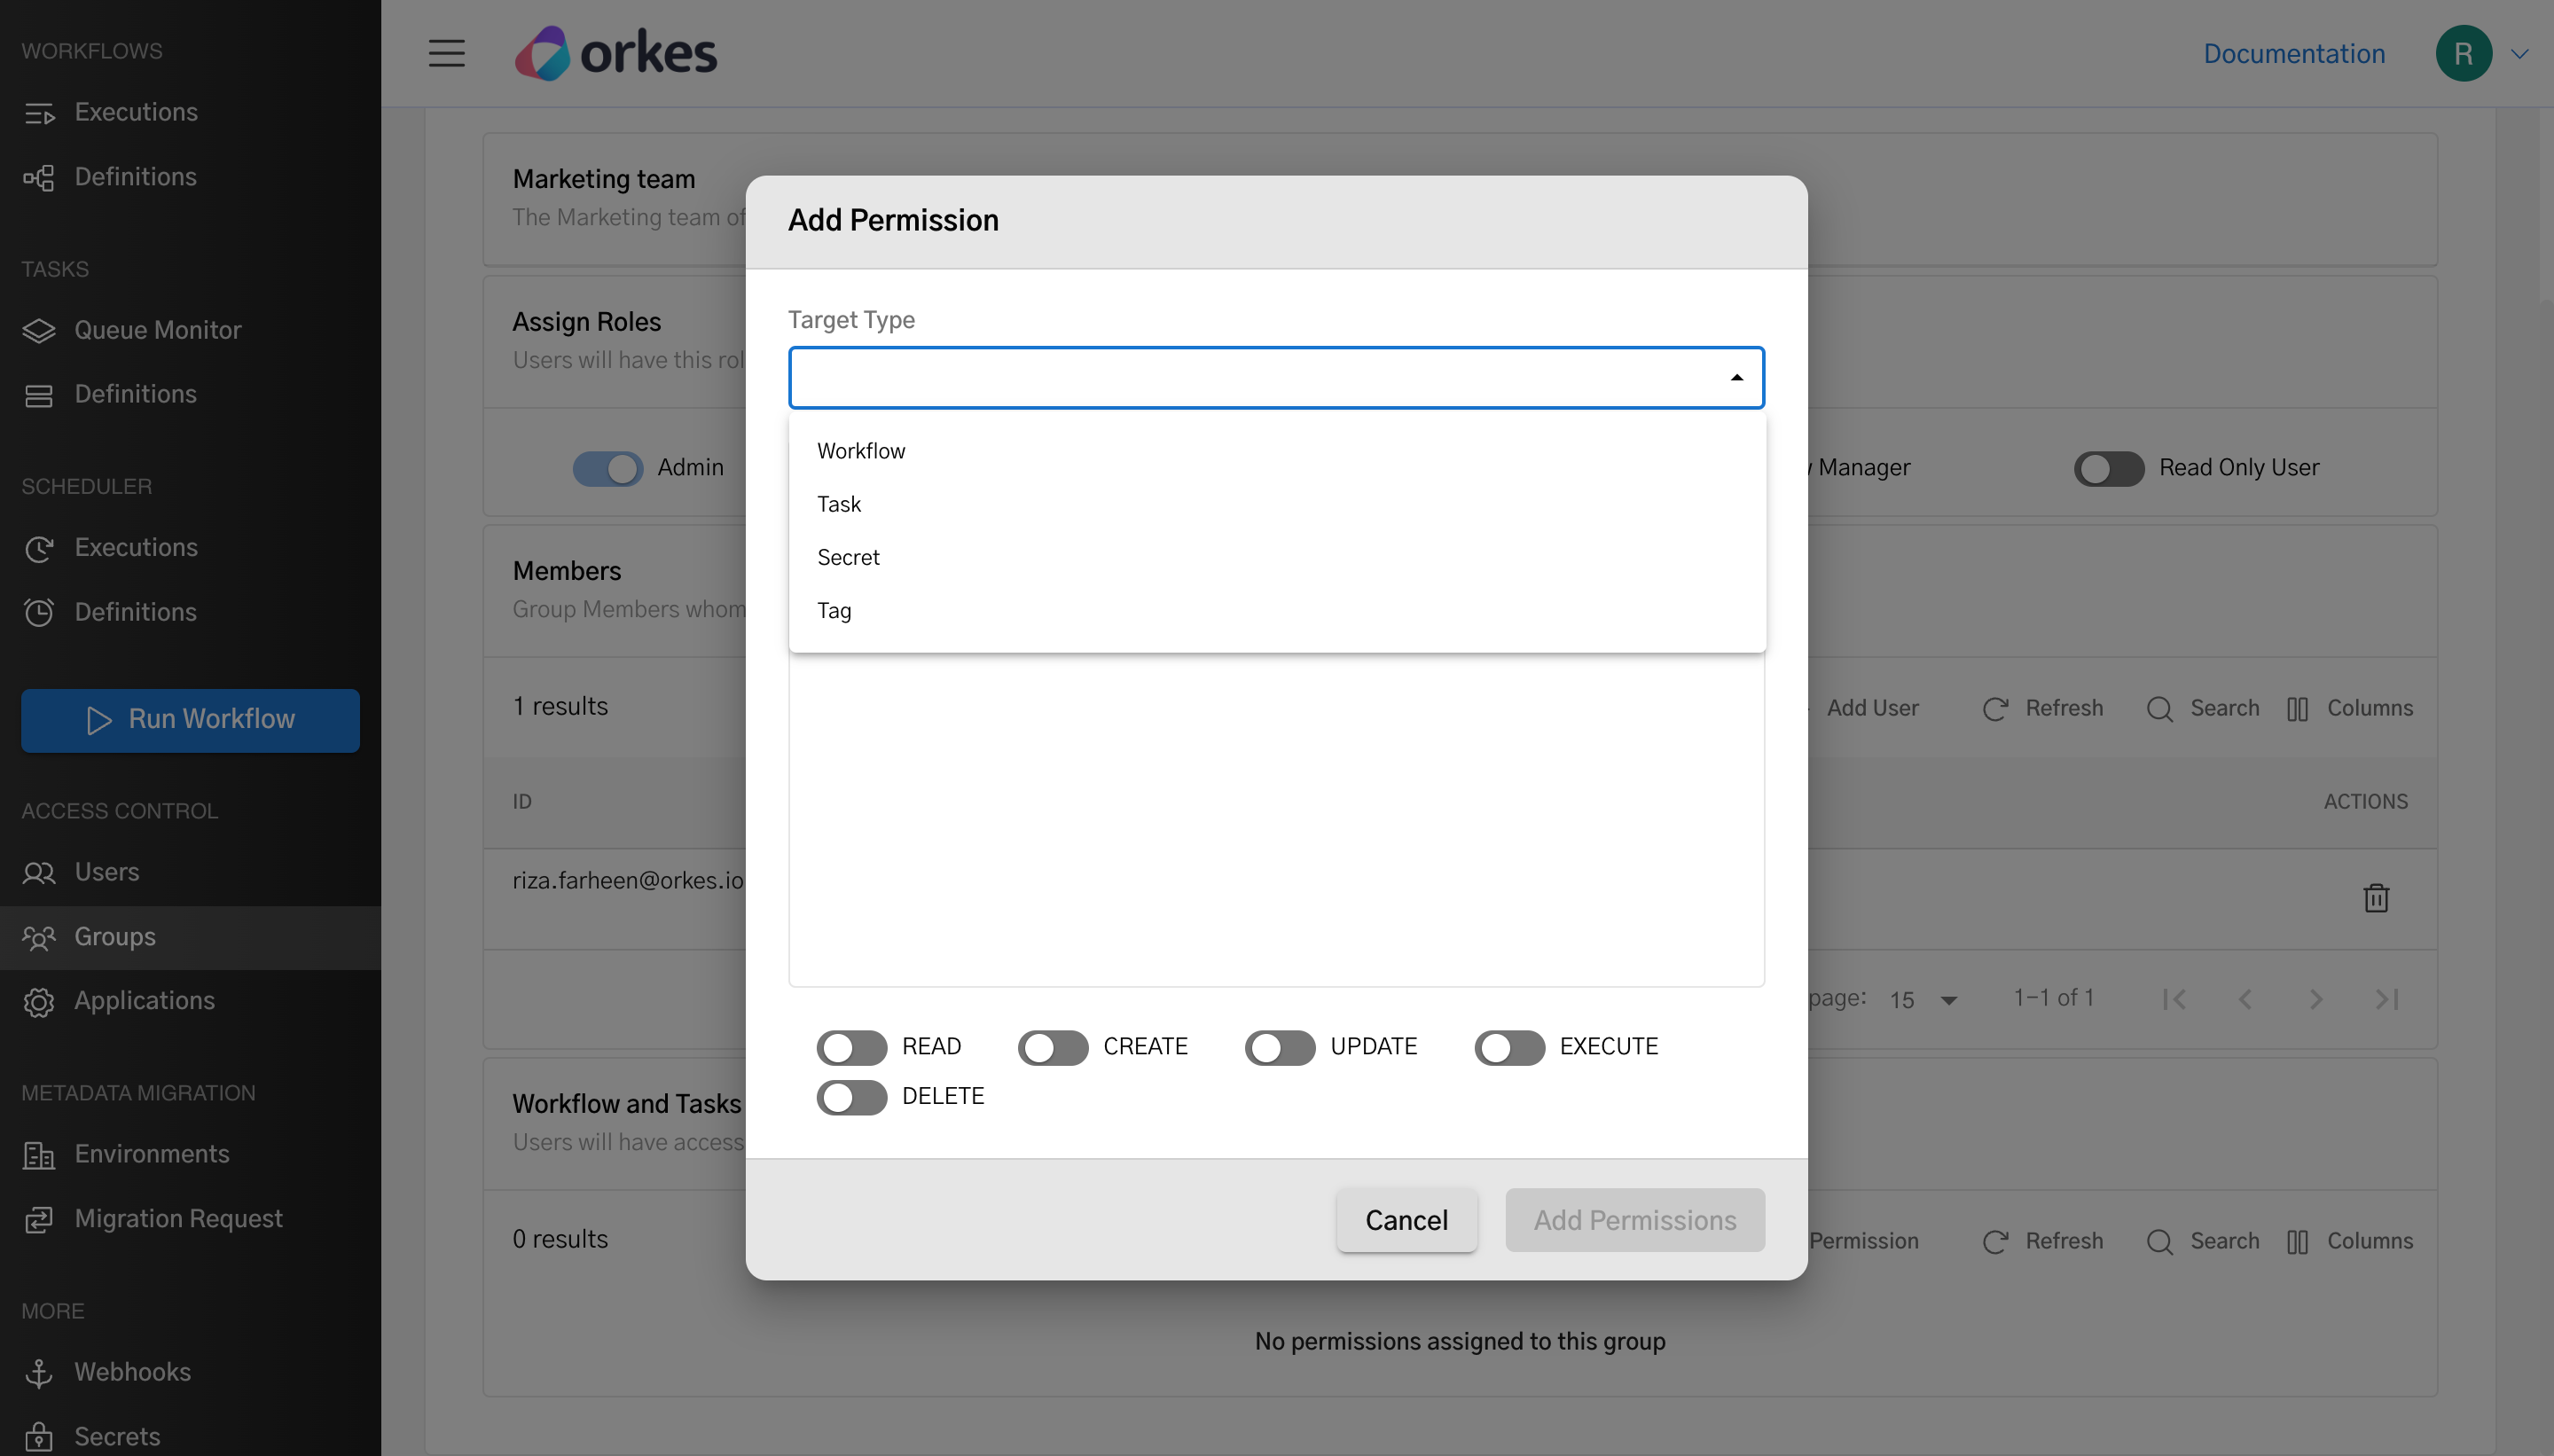 WORKFLOWS
Executions
Definitions
TASKS
Queue Monitor
Definitions
SCHEDULER
Executions
Definitions
Run Workflow
ACCESS CONTROL
Users
Groups
Applications
METADATA MIGRATION
Environments
Migration Request
MORE
Webhooks
Secrets
orkes
Documentation
R
Marketing team
The Marketing team of
Assign Roles
Users will have this rol
Admin
Manager
Read Only User
Members
Group Members whom
1 results
Add User
Refresh
Search
Columns
ID
ACTIONS
riza.farheen@orkes.io
page:
15
1–1 of 1
Workflow and Tasks
Users will have access
0 results
Permission
Refresh
Search
Columns
No permissions assigned to this group
Add Permission
Target Type
Workflow
Task
Secret
Tag
READ
CREATE
UPDATE
EXECUTE
DELETE
Cancel
Add Permissions